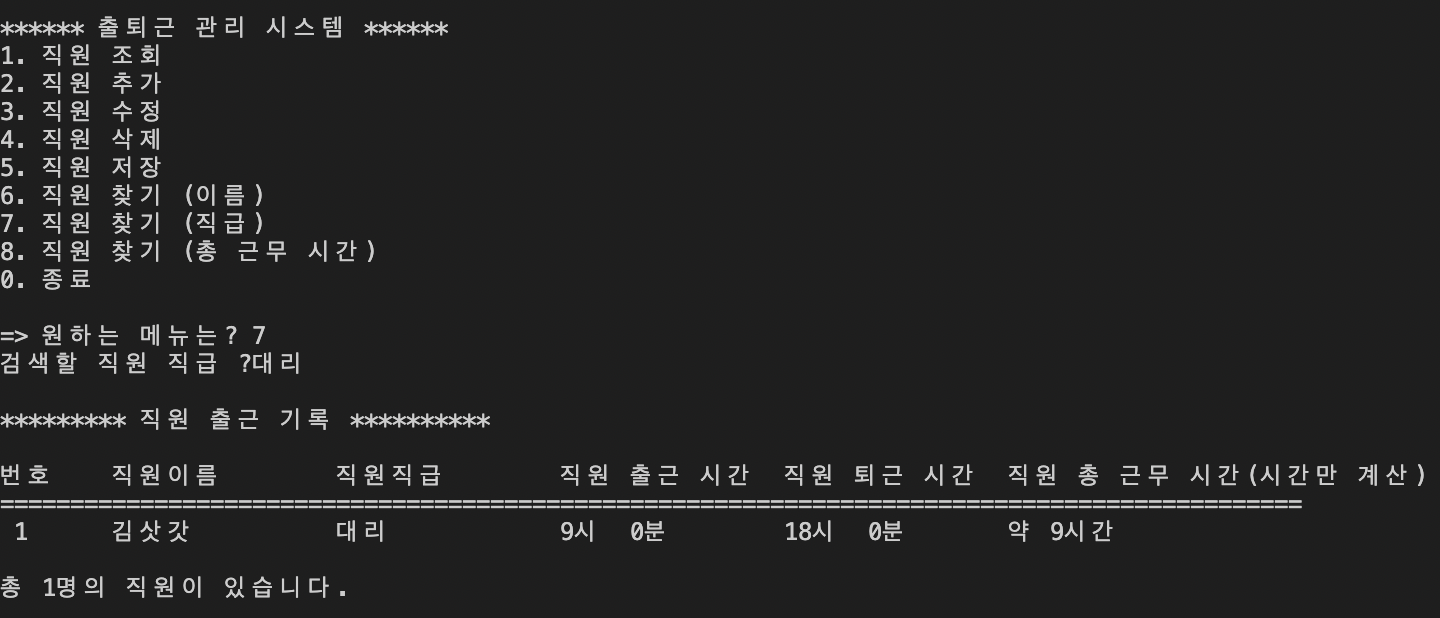 ****** 출퇴근 관리 시스템 ******
1. 직원 조회
2. 직원 추가
3. 직원 수정
4. 직원 삭제
5. 직원 저장
6. 직원 찾기 (이름)
7. 직원 찾기 (직급)
8. 직원 찾기 (총 근무 시간)
0. 종료
=> 원하는 메뉴는? 7
검색할 직원 직급 ?대리
********* 직원 출근 기록 **********
번호 직원이름 직원직급 직원 출근 시간 직원 퇴근 시간 직원 총 근무 시간(시간만 계산)
=============================================================================================
1 김삿갓 대리 9시 0분 18시 0분 약 9시간
총 1명의 직원이 있습니다.